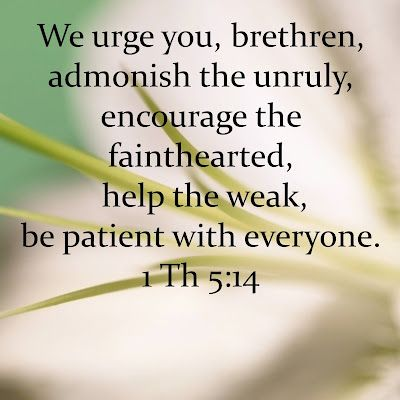 We urge you, brethren,
admonish the unruly,
encourage the
fainthearted,
help the weak,
be patient with everyone.
1 Th 5:14